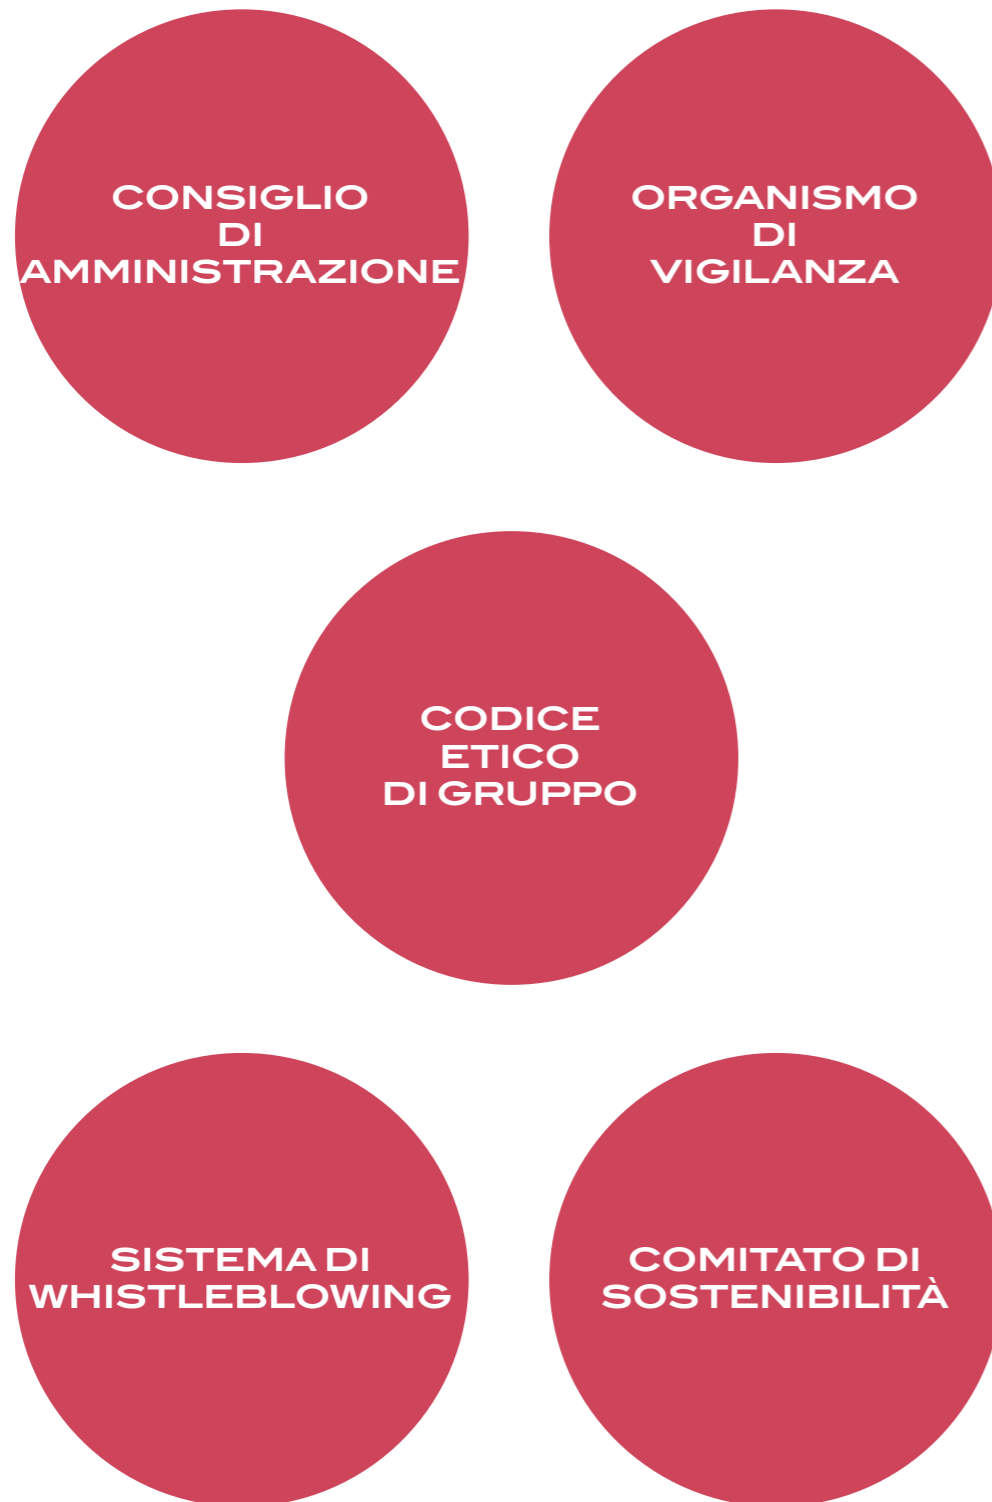 CONSIGLIO
DI
AMMINISTRAZIONE
ORGANISMO
DI
VIGILANZA
CODICE
ETICO
DI GRUPPO
SISTEMA DI
WHISTLEBLOWING
COMITATO DI
SOSTENIBILITÀ